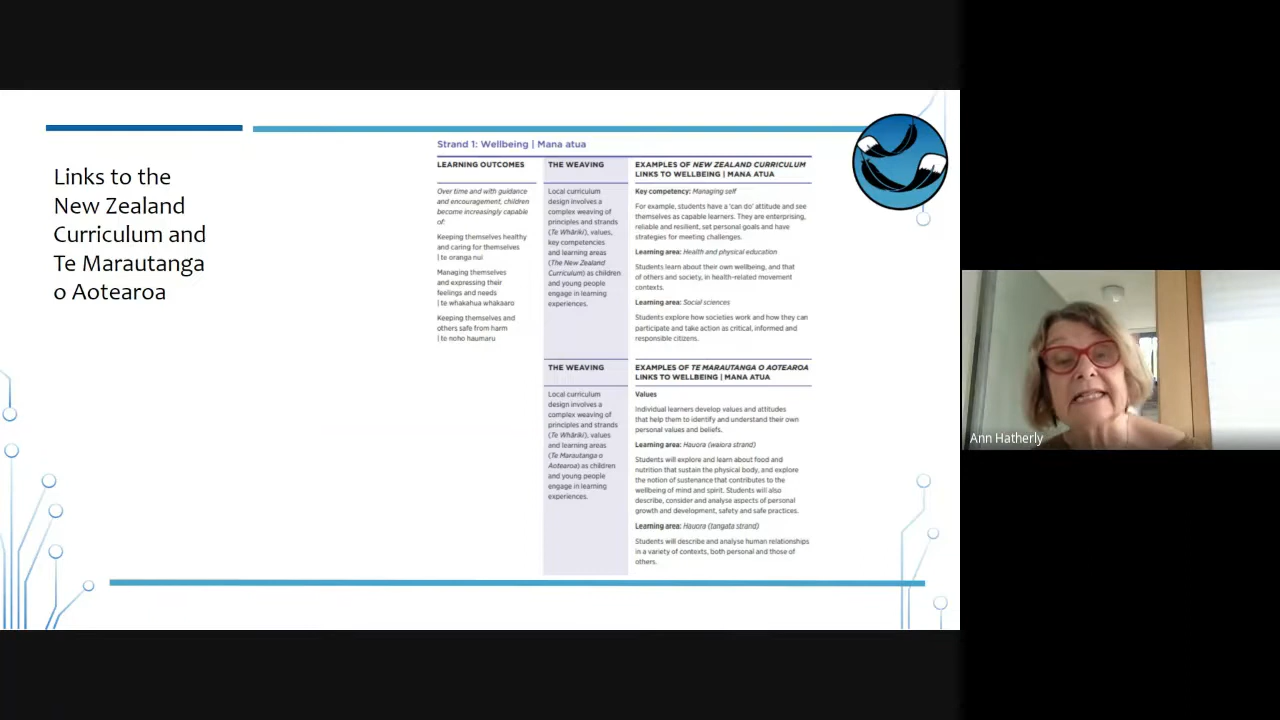 Links to the
New Zealand
Curriculum and
Te Marautanga
o Aotearoa
Strand 1: Wellbeing | Mana atua
LEARNING OUTCOMES
Over time and with guidance
and encouragement, children
become increasingly capable
of:
Keeping themselves healthy
and caring for themselves
| te oranga nui
Managing themselves
and expressing their
feelings and needs
| te whakahua whakaaro
Keeping themselves and
others safe from harm
| te noho haumaru
THE WEAVING
Local curriculum
design involves a
complex weaving of
principles and strands
(Te Whāriki), values,
key competencies
and learning areas
(The New Zealand
Curriculum) as children
and young people
engage in learning
experiences.
EXAMPLES OF NEW ZEALAND CURRICULUM
LINKS TO WELLBEING | MANA ATUA
Key competency: Managing self
For example, students have a 'can do' attitude and see
themselves as capable learners. They are enterprising,
reliable and resilient, set personal goals and have
strategies for meeting challenges.
Learning area: Health and physical education
Students learn about their own wellbeing, and that
of others and society, in health-related movement
contexts.
Learning area: Social sciences
Students explore how societies work and how they can
participate and take action as critical, informed and
responsible citizens.
THE WEAVING
Local curriculum
design involves a
complex weaving of
principles and strands
(Te Whāriki), values
and learning areas
(Te Marautanga o
Aotearoa) as children
and young people
engage in learning
experiences.
EXAMPLES OF TE MARAUTANGA O AOTEAROA
LINKS TO WELLBEING | MANA ATUA
Values
Individual learners develop values and attitudes
that help them to identify and understand their own
personal values and beliefs.
Learning area: Hauora (waiora strand)
Students will explore and learn about food and
nutrition that sustain the physical body, and explore
the notion of sustenance that contributes to the
wellbeing of mind and spirit. Students will also
describe, consider and analyse aspects of personal
growth and development, safety and safe practices.
Learning area: Hauora (tangata strand)
Students will describe and analyse human relationships
in a variety of contexts, both personal and those of
others.
Ann Hatherly